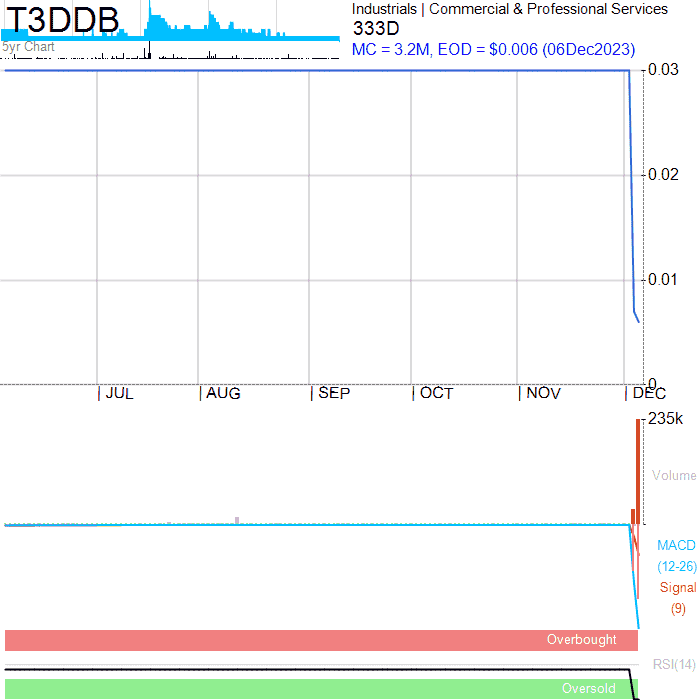 T3DDB
5yr Chart
Industrials | Commercial & Professional Services
333D
MC = 3.2M, EOD = $0.006 (06Dec2023)
0.03
0.02
0.01
0
| JUL | AUG | SEP | OCT | NOV | DEC
235k
Volume
MACD
(12-26)
Signal
(9)
Overbought
RSI(14)
Oversold